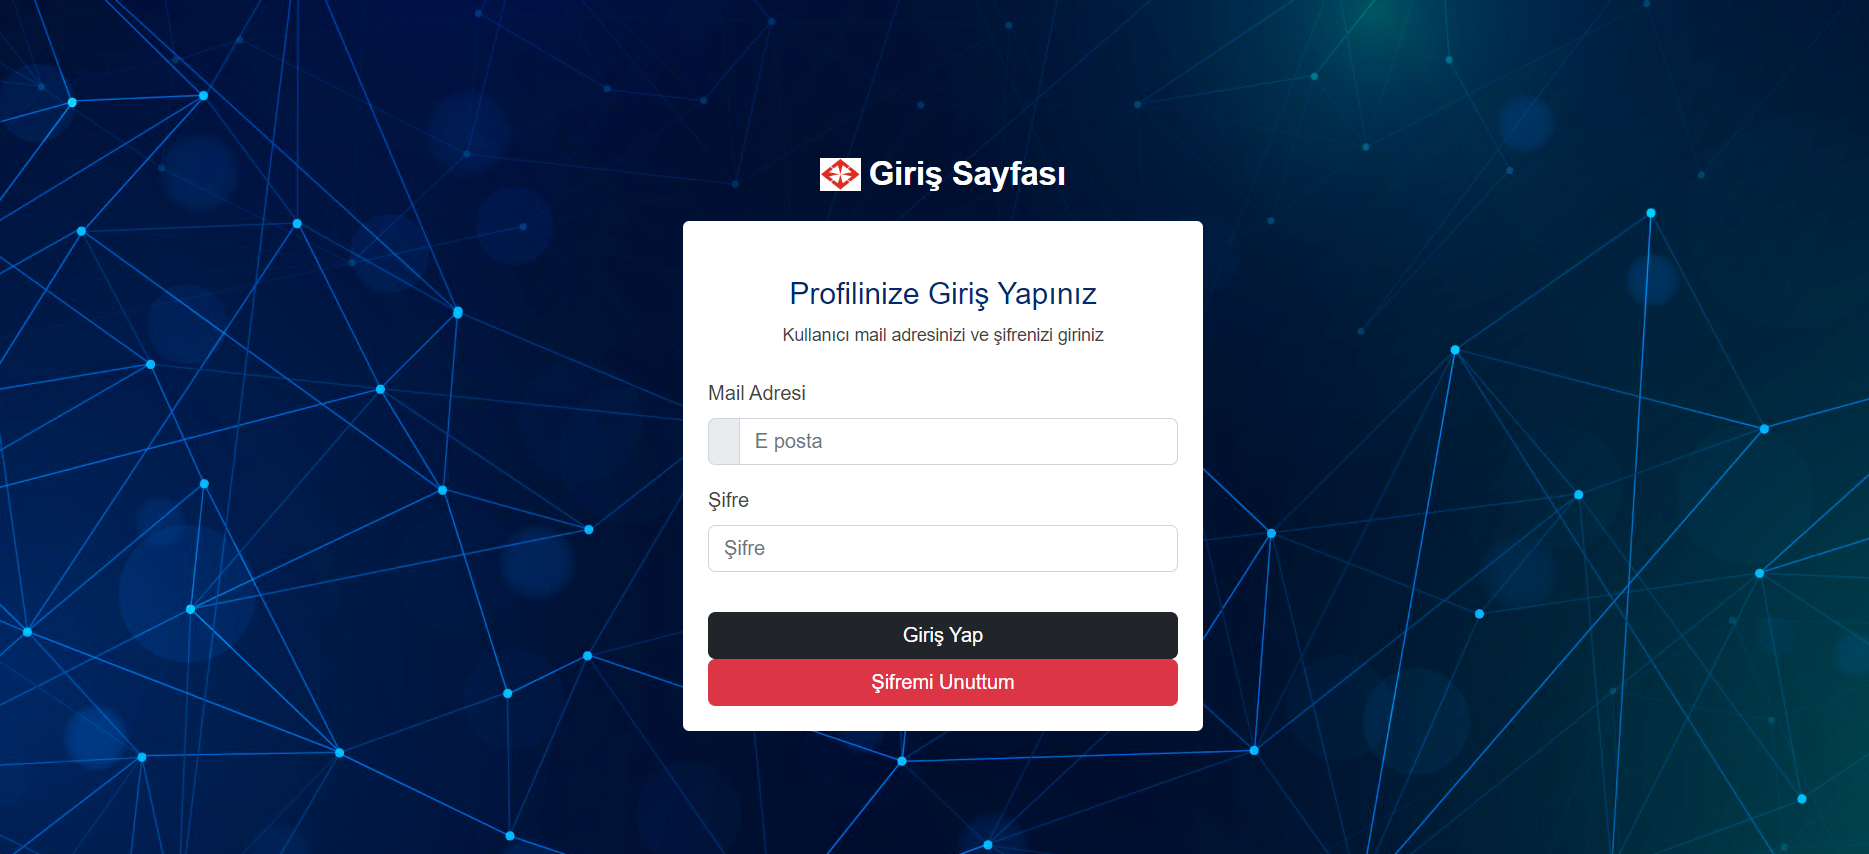 Giriş Sayfası
Profilinize Giriş Yapınız
Kullanıcı mail adresinizi ve şifrenizi giriniz
Mail Adresi
E posta
Şifre
Şifre
Giriş Yap
Şifremi Unuttum